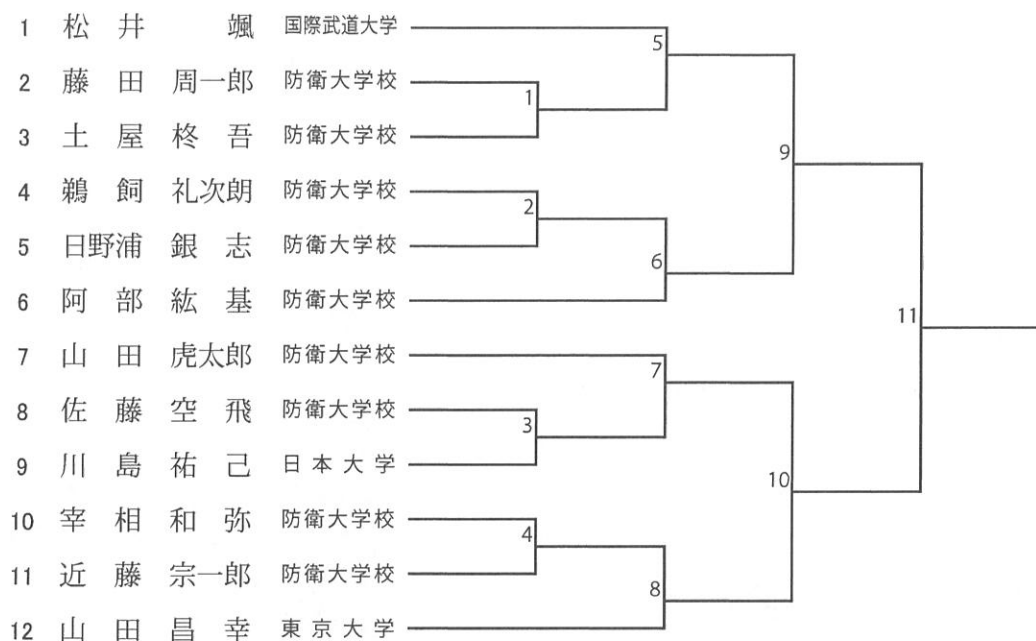 1 松井 颯 国際武道大学
2 藤田 周一郎 防衛大学校
3 土屋 柊吾 防衛大学校
4 鵜飼 礼次朗 防衛大学校
5 日野浦 銀志 防衛大学校
6 阿部 紘基 防衛大学校
7 山田 虎太郎 防衛大学校
8 佐藤 空飛 防衛大学校
9 川島 祐己 日本大学
10 宰相 和弥 防衛大学校
11 近藤 宗一郎 防衛大学校
12 山田 昌幸 東京大学
1
2
3
4
5
6
7
8
9
10
11